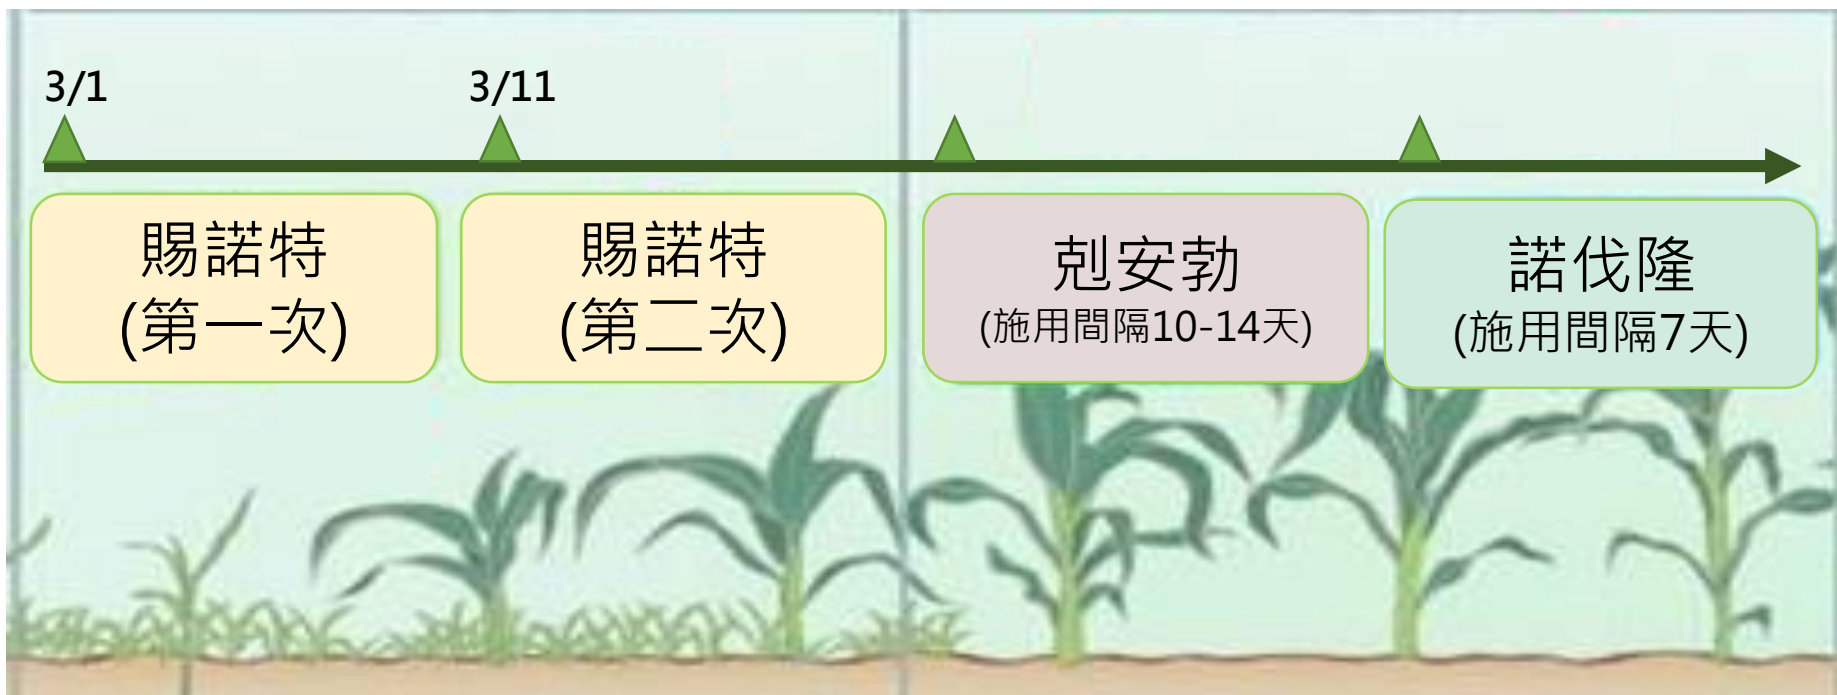 3/1
3/11
賜諾特
(第一次)
賜諾特
(第二次)
剋安勃
(施用間隔10-14天)
諾伐隆
(施用間隔7天)